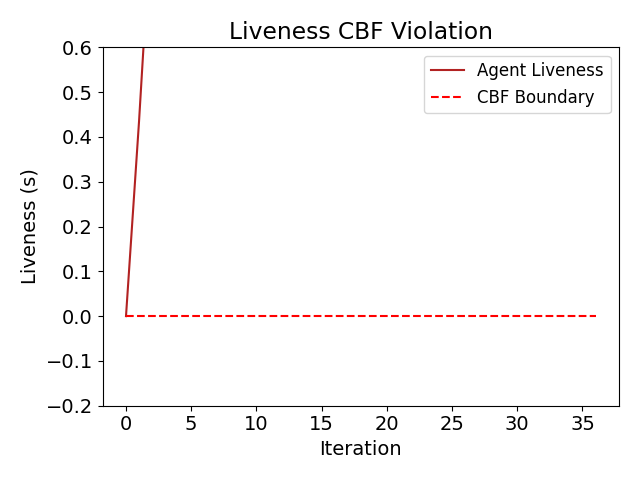 Liveness CBF Violation
Agent Liveness
CBF Boundary
0.6
0.5
0.4
0.3
0.2
0.1
0.0
−0.1
−0.2
Liveness (s)
0 5 10 15 20 25 30 35
Iteration